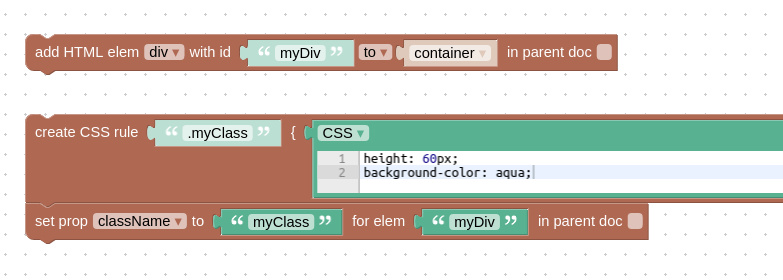 add HTML elem div ▾ with id “ myDiv ” to ▾ container ▾ in parent doc
create CSS rule “ .myClass ” { CSS ▾
1 height: 60px;
2 background-color: aqua;
set prop className ▾ to “ myClass ” for elem “ myDiv ” in parent doc